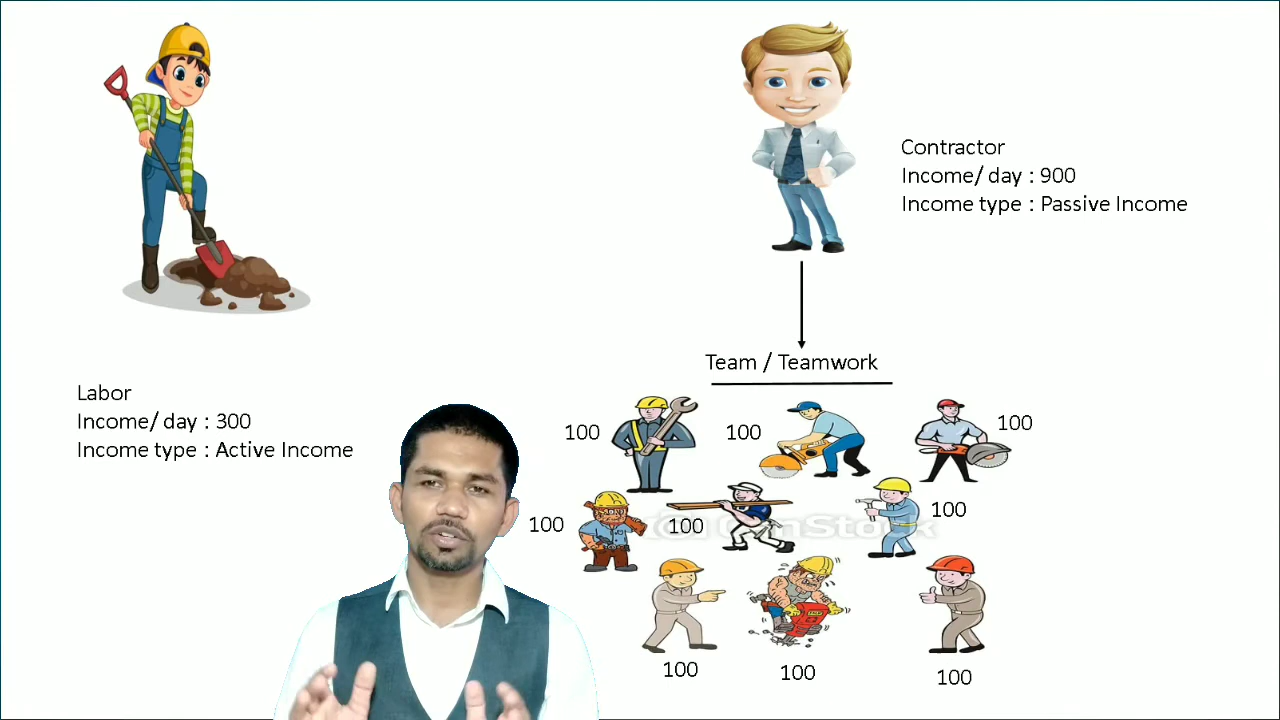 Contractor
Income/ day : 900
Income type : Passive Income
Team / Teamwork
Labor
Income/ day : 300
Income type : Active Income
100
100
100
100
100
100
100
100
100
CanStock